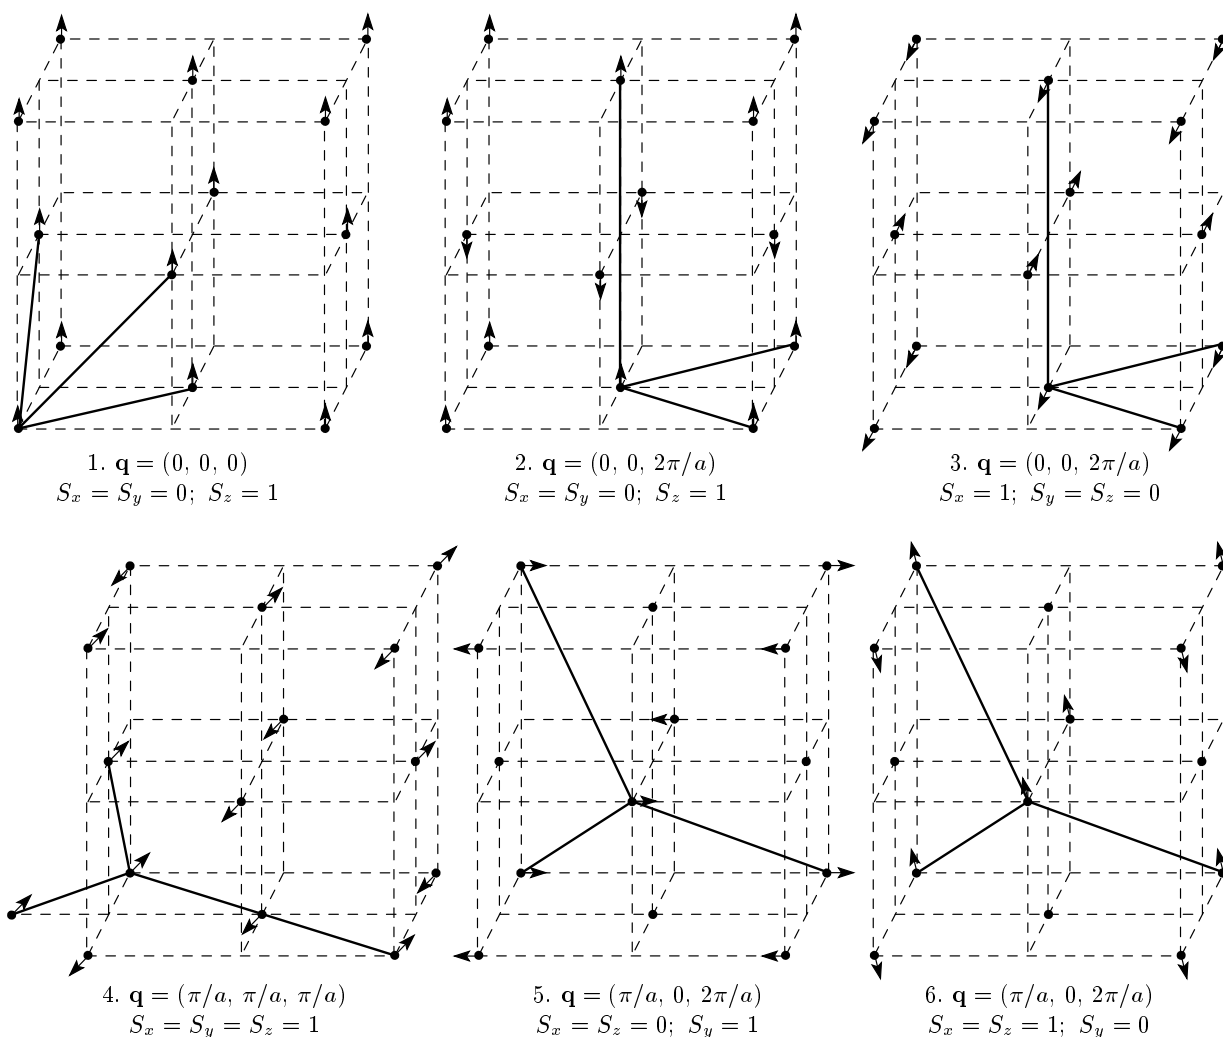 1. q = (0, 0, 0)
S_x = S_y = 0; S_z = 1
2. q = (0, 0, 2π/a)
S_x = S_y = 0; S_z = 1
3. q = (0, 0, 2π/a)
S_x = 1; S_y = S_z = 0
4. q = (π/a, π/a, π/a)
S_x = S_y = S_z = 1
5. q = (π/a, 0, 2π/a)
S_x = S_z = 0; S_y = 1
6. q = (π/a, 0, 2π/a)
S_x = S_z = 1; S_y = 0